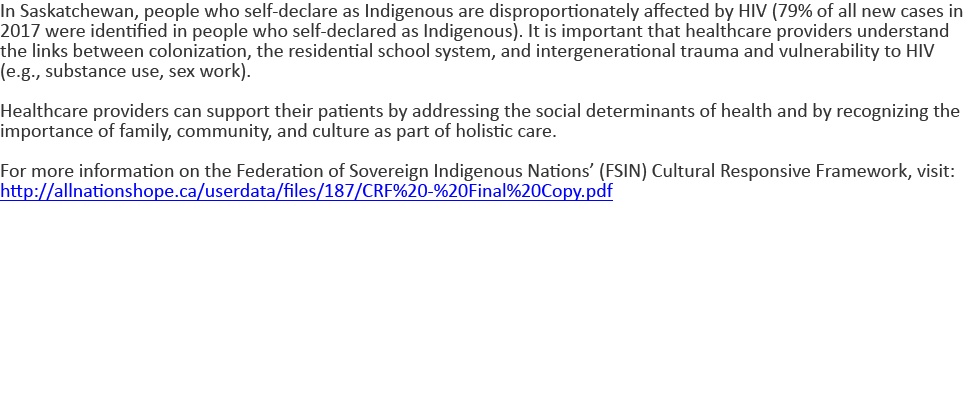 In Saskatchewan, people who self-declare as Indigenous are disproportionately affected by HIV (79% of all new cases in
2017 were identified in people who self-declared as Indigenous). It is important that healthcare providers understand
the links between colonization, the residential school system, and intergenerational trauma and vulnerability to HIV
(e.g., substance use, sex work).
Healthcare providers can support their patients by addressing the social determinants of health and by recognizing the
importance of family, community, and culture as part of holistic care.
For more information on the Federation of Sovereign Indigenous Nations’ (FSIN) Cultural Responsive Framework, visit:
http://allnationshope.ca/userdata/files/187/CRF%20-%20Final%20Copy.pdf